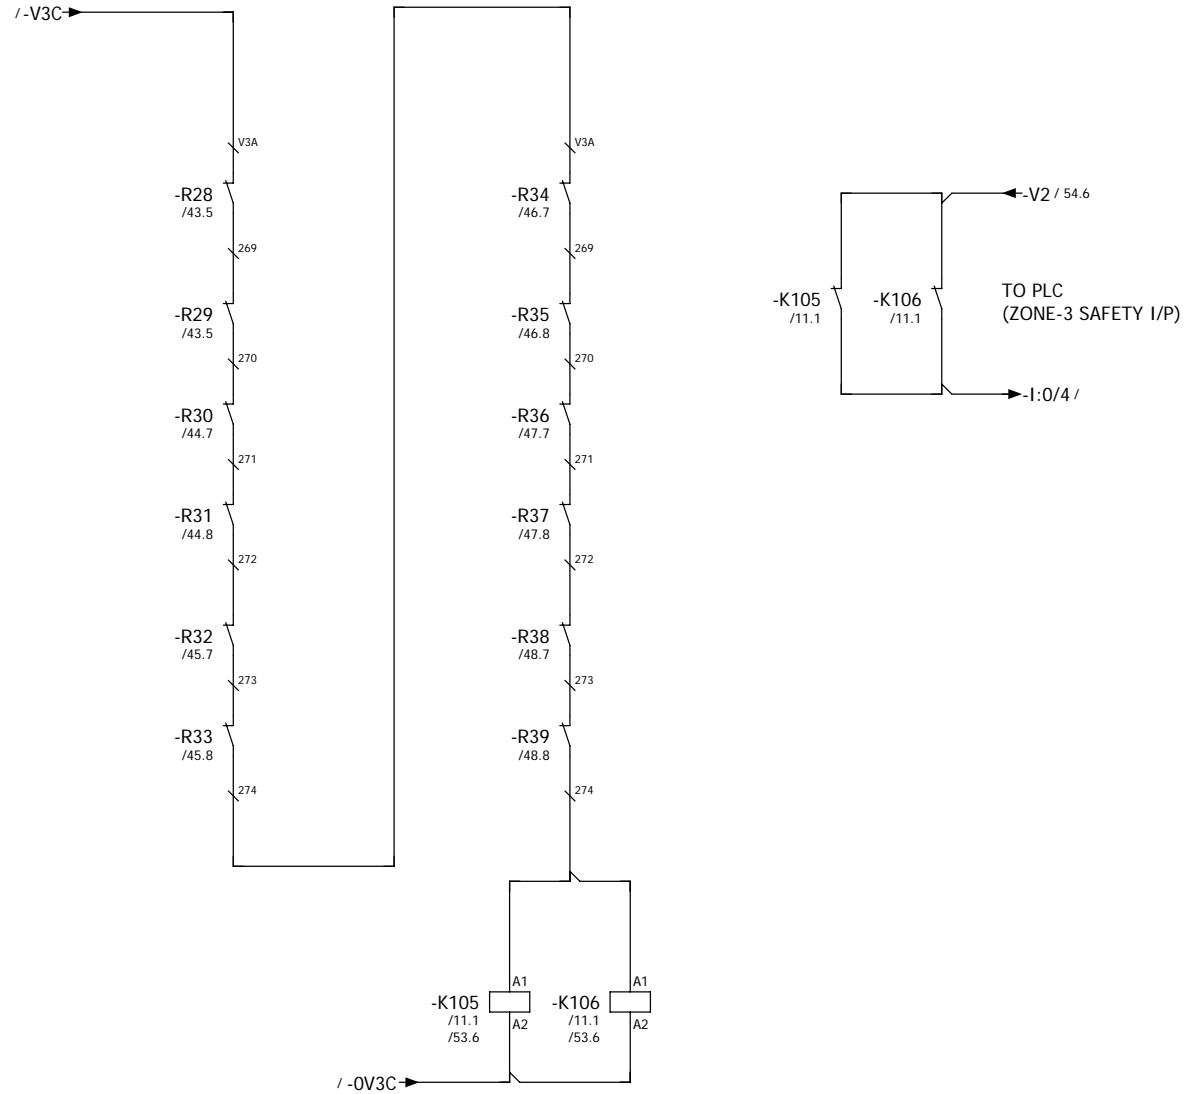 / -V3C
V3A
-R28
/43.5
269
-R29
/43.5
270
-R30
/44.7
271
-R31
/44.8
272
-R32
/45.7
273
-R33
/45.8
274
V3A
-R34
/46.7
269
-R35
/46.8
270
-R36
/47.7
271
-R37
/47.8
272
-R38
/48.7
273
-R39
/48.8
274
A1
-K105
/11.1
/53.6
A2
A1
-K106
/11.1
/53.6
A2
/ -0V3C
-V2 / 54.6
-K105
/11.1
-K106
/11.1
TO PLC
(ZONE-3 SAFETY I/P)
-I:0/4 /